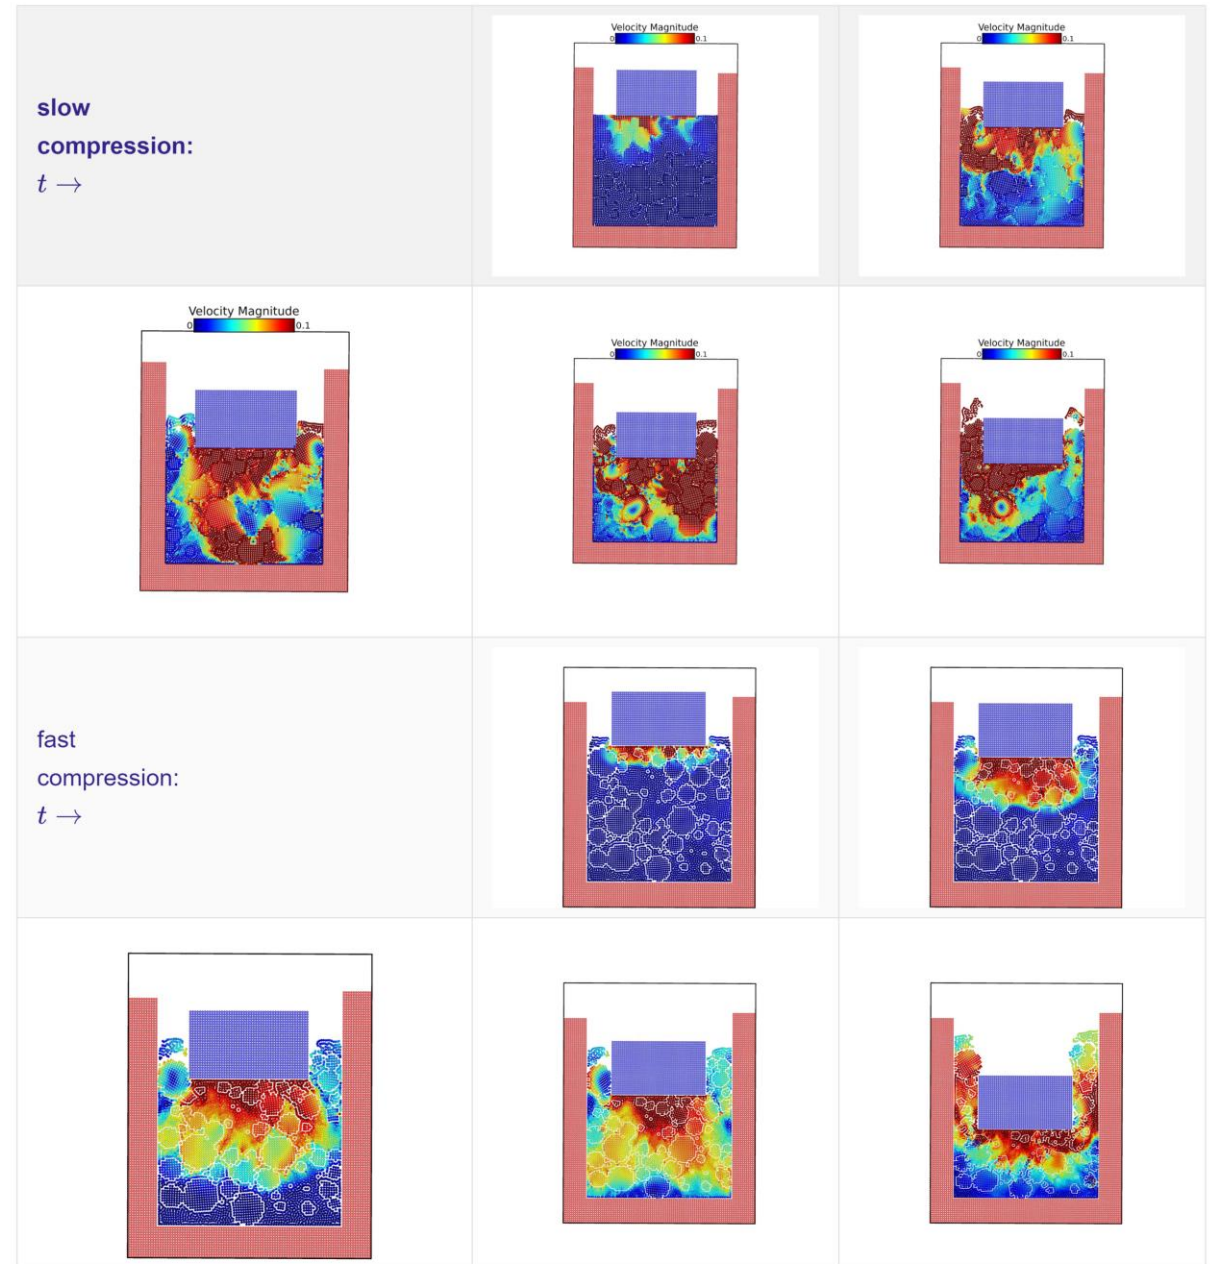 slow
compression:
t →
Velocity Magnitude
0 0.1
Velocity Magnitude
0 0.1
Velocity Magnitude
0 0.1
Velocity Magnitude
0 0.1
Velocity Magnitude
0 0.1
fast
compression:
t →